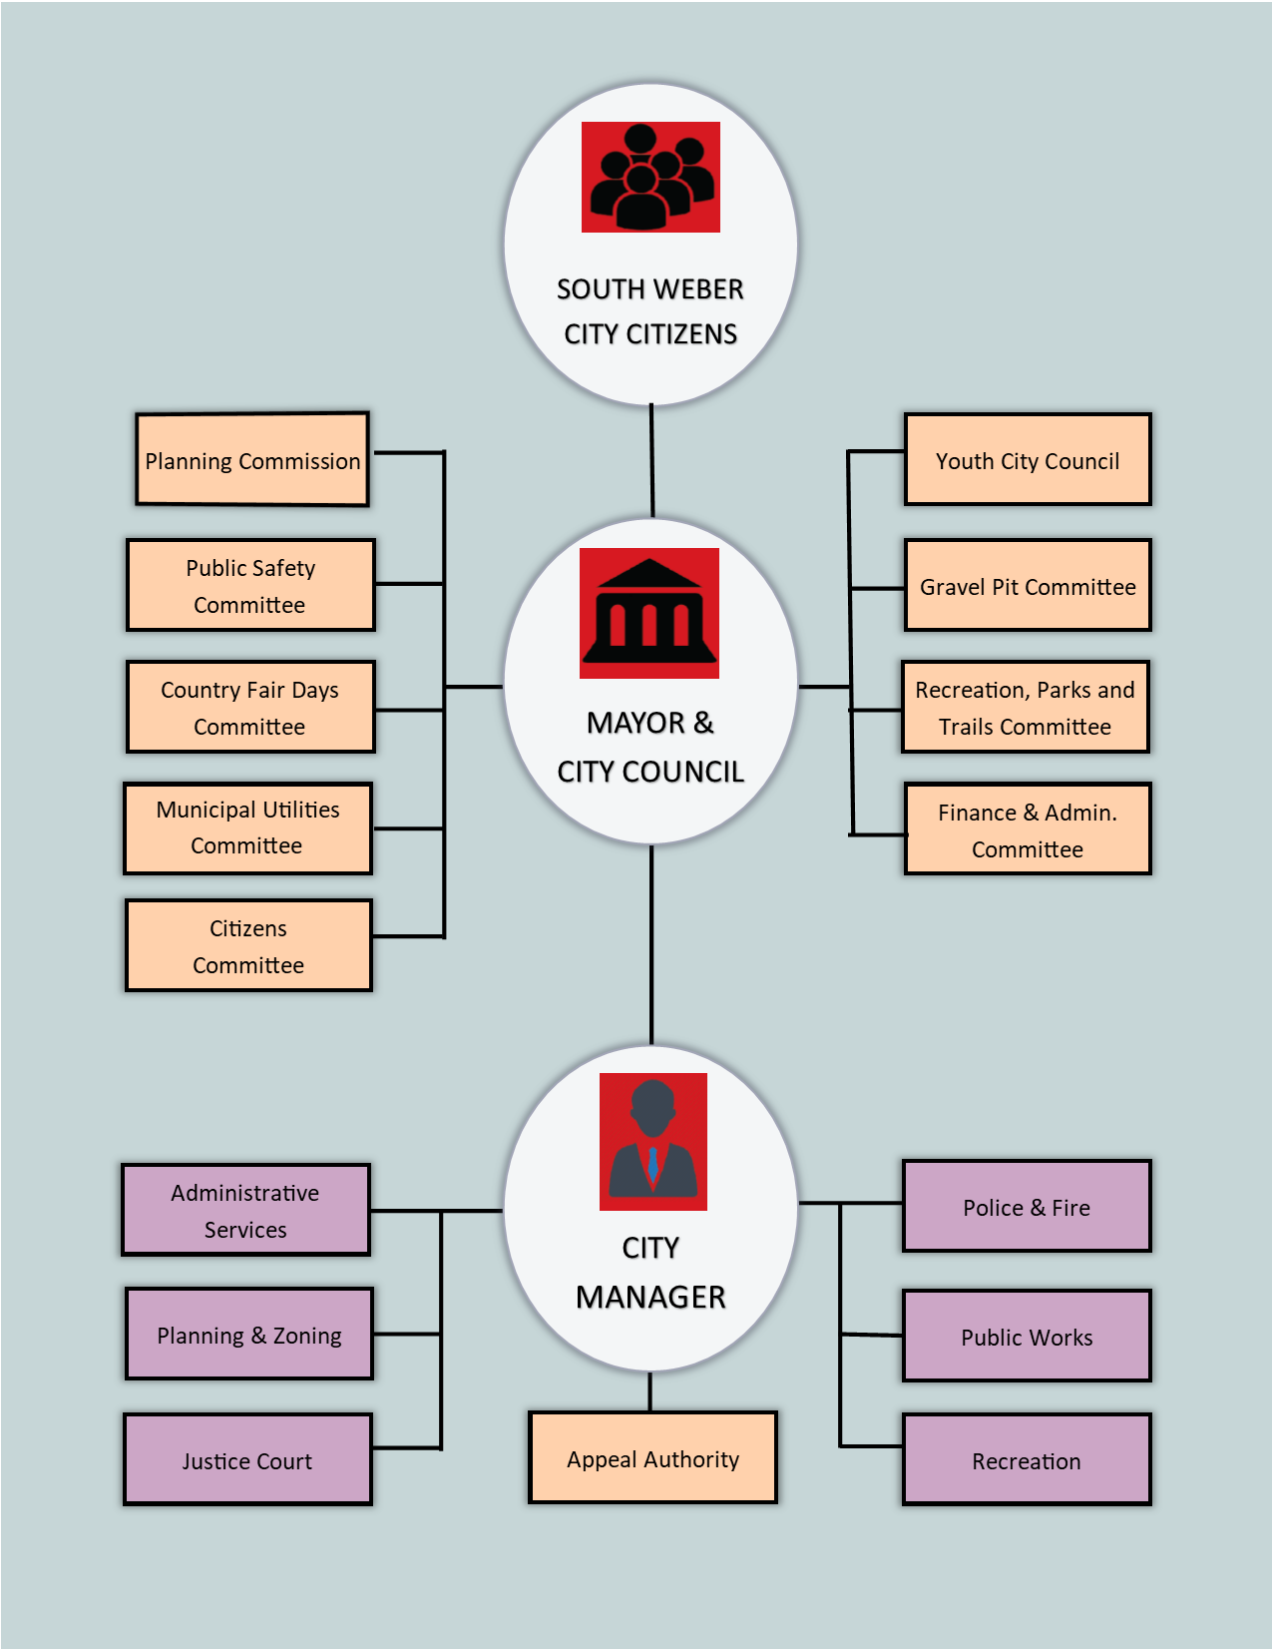 SOUTH WEBER
CITY CITIZENS
Planning Commission
Public Safety
Committee
Country Fair Days
Committee
Municipal Utilities
Committee
Citizens
Committee
MAYOR &
CITY COUNCIL
Youth City Council
Gravel Pit Committee
Recreation, Parks and
Trails Committee
Finance & Admin.
Committee
Administrative
Services
Planning & Zoning
Justice Court
CITY
MANAGER
Appeal Authority
Police & Fire
Public Works
Recreation